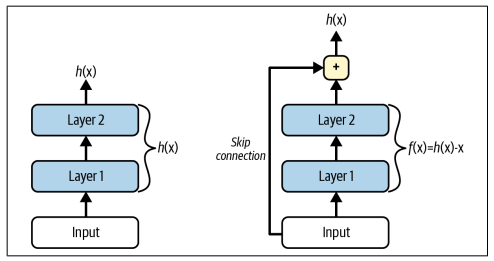 h(x)
Layer 2
Layer 1
h(x)
Input
h(x)
+
Skip
connection
Layer 2
Layer 1
f(x)=h(x)-x
Input